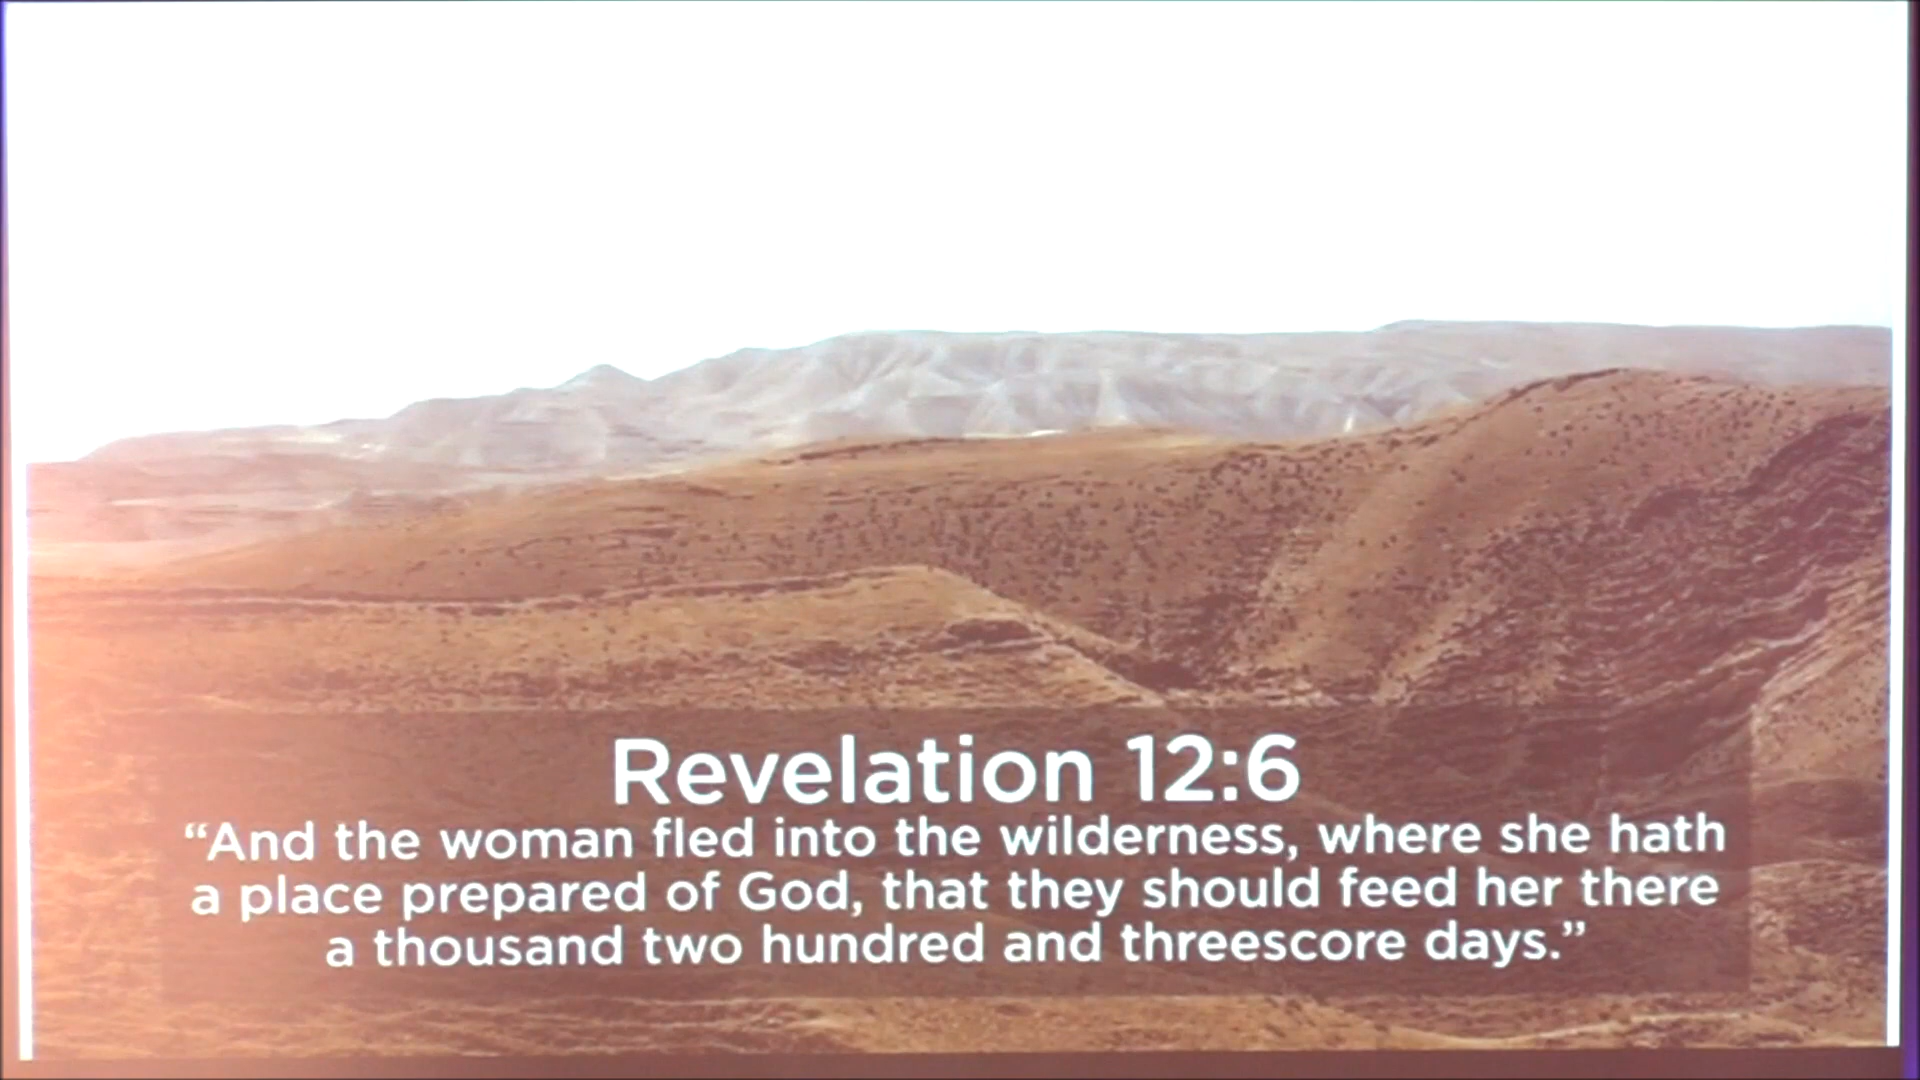 Revelation 12:6
“And the woman fled into the wilderness, where she hath
a place prepared of God, that they should feed her there
a thousand two hundred and threescore days.”